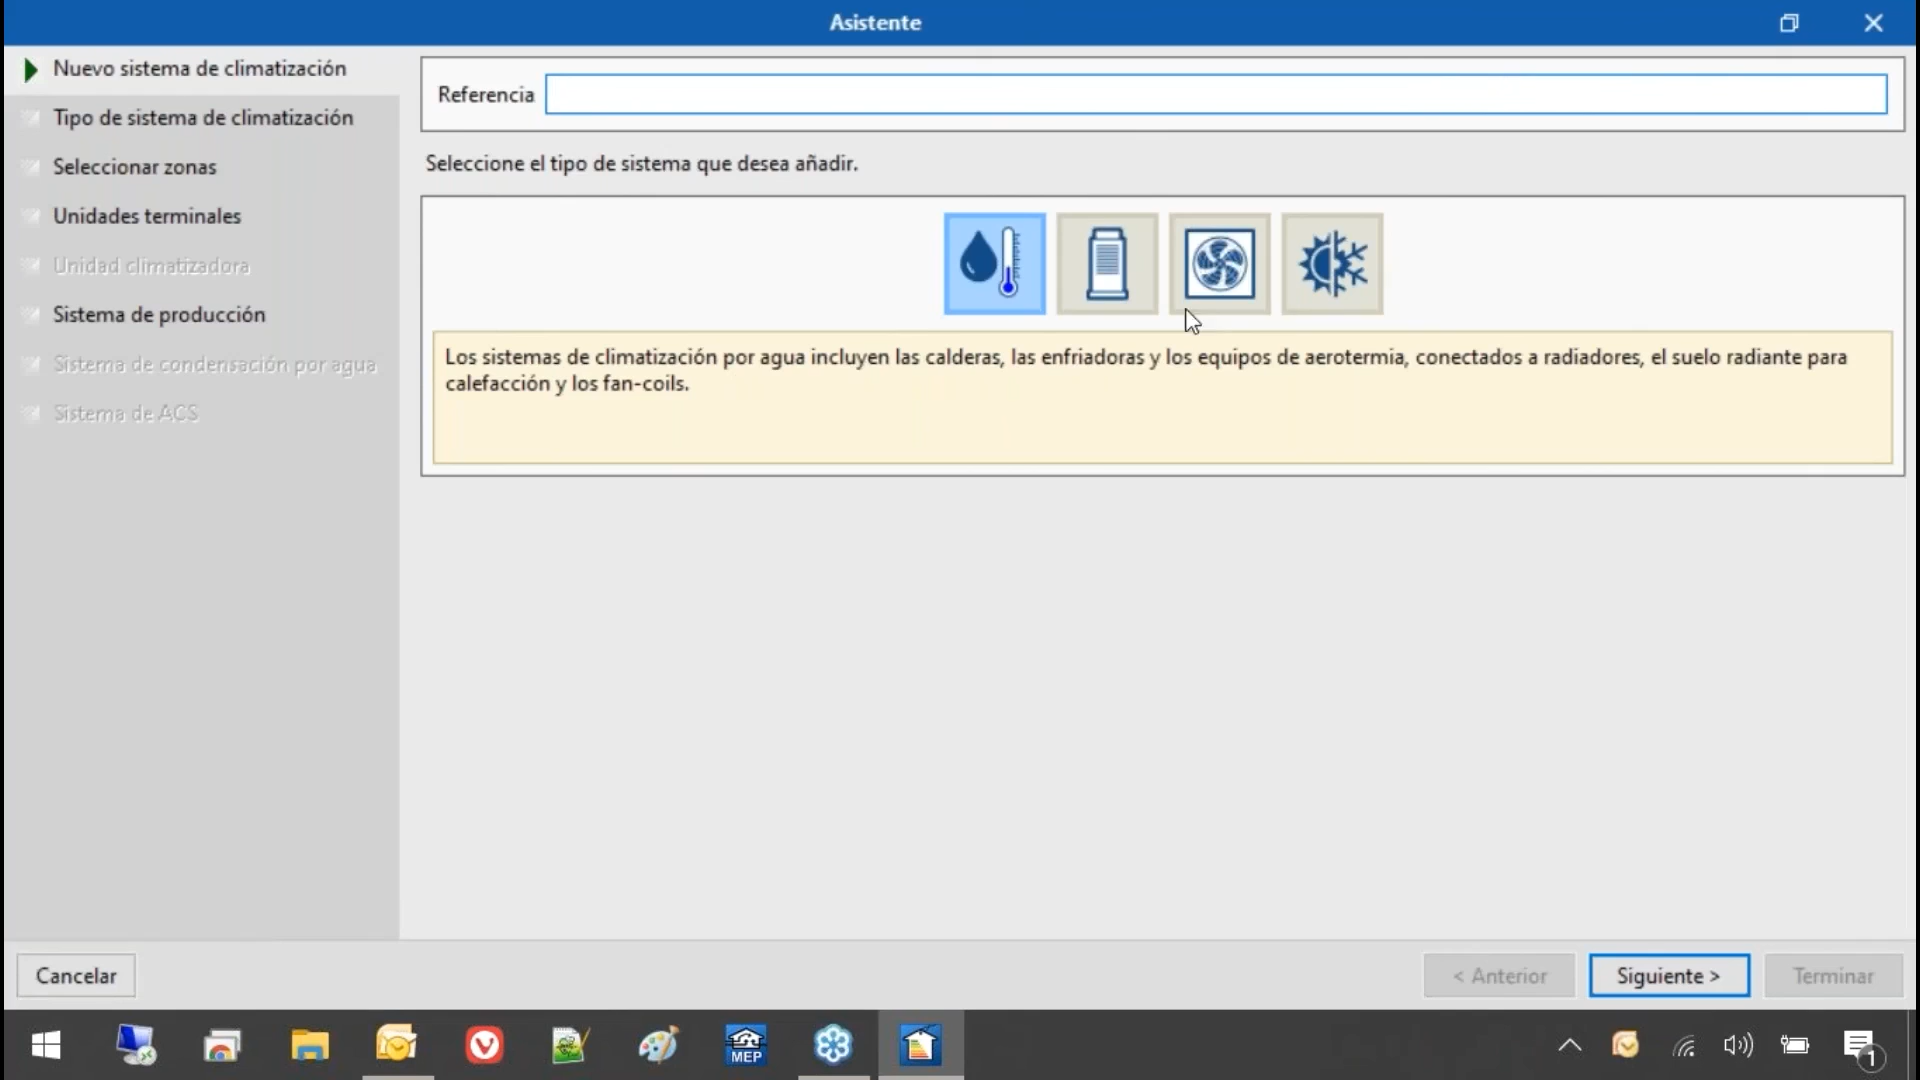 Asistente
Nuevo sistema de climatización
Tipo de sistema de climatización
Seleccionar zonas
Unidades terminales
Unidad climatizadora
Sistema de producción
Sistema de condensación por agua
Sistema de ACS
Referencia
Seleccione el tipo de sistema que desea añadir.
Los sistemas de climatización por agua incluyen las calderas, las enfriadoras y los equipos de aerotermia, conectados a radiadores, el suelo radiante para
calefacción y los fan-coils.
Cancelar
< Anterior
Siguiente >
Terminar
MEP
1